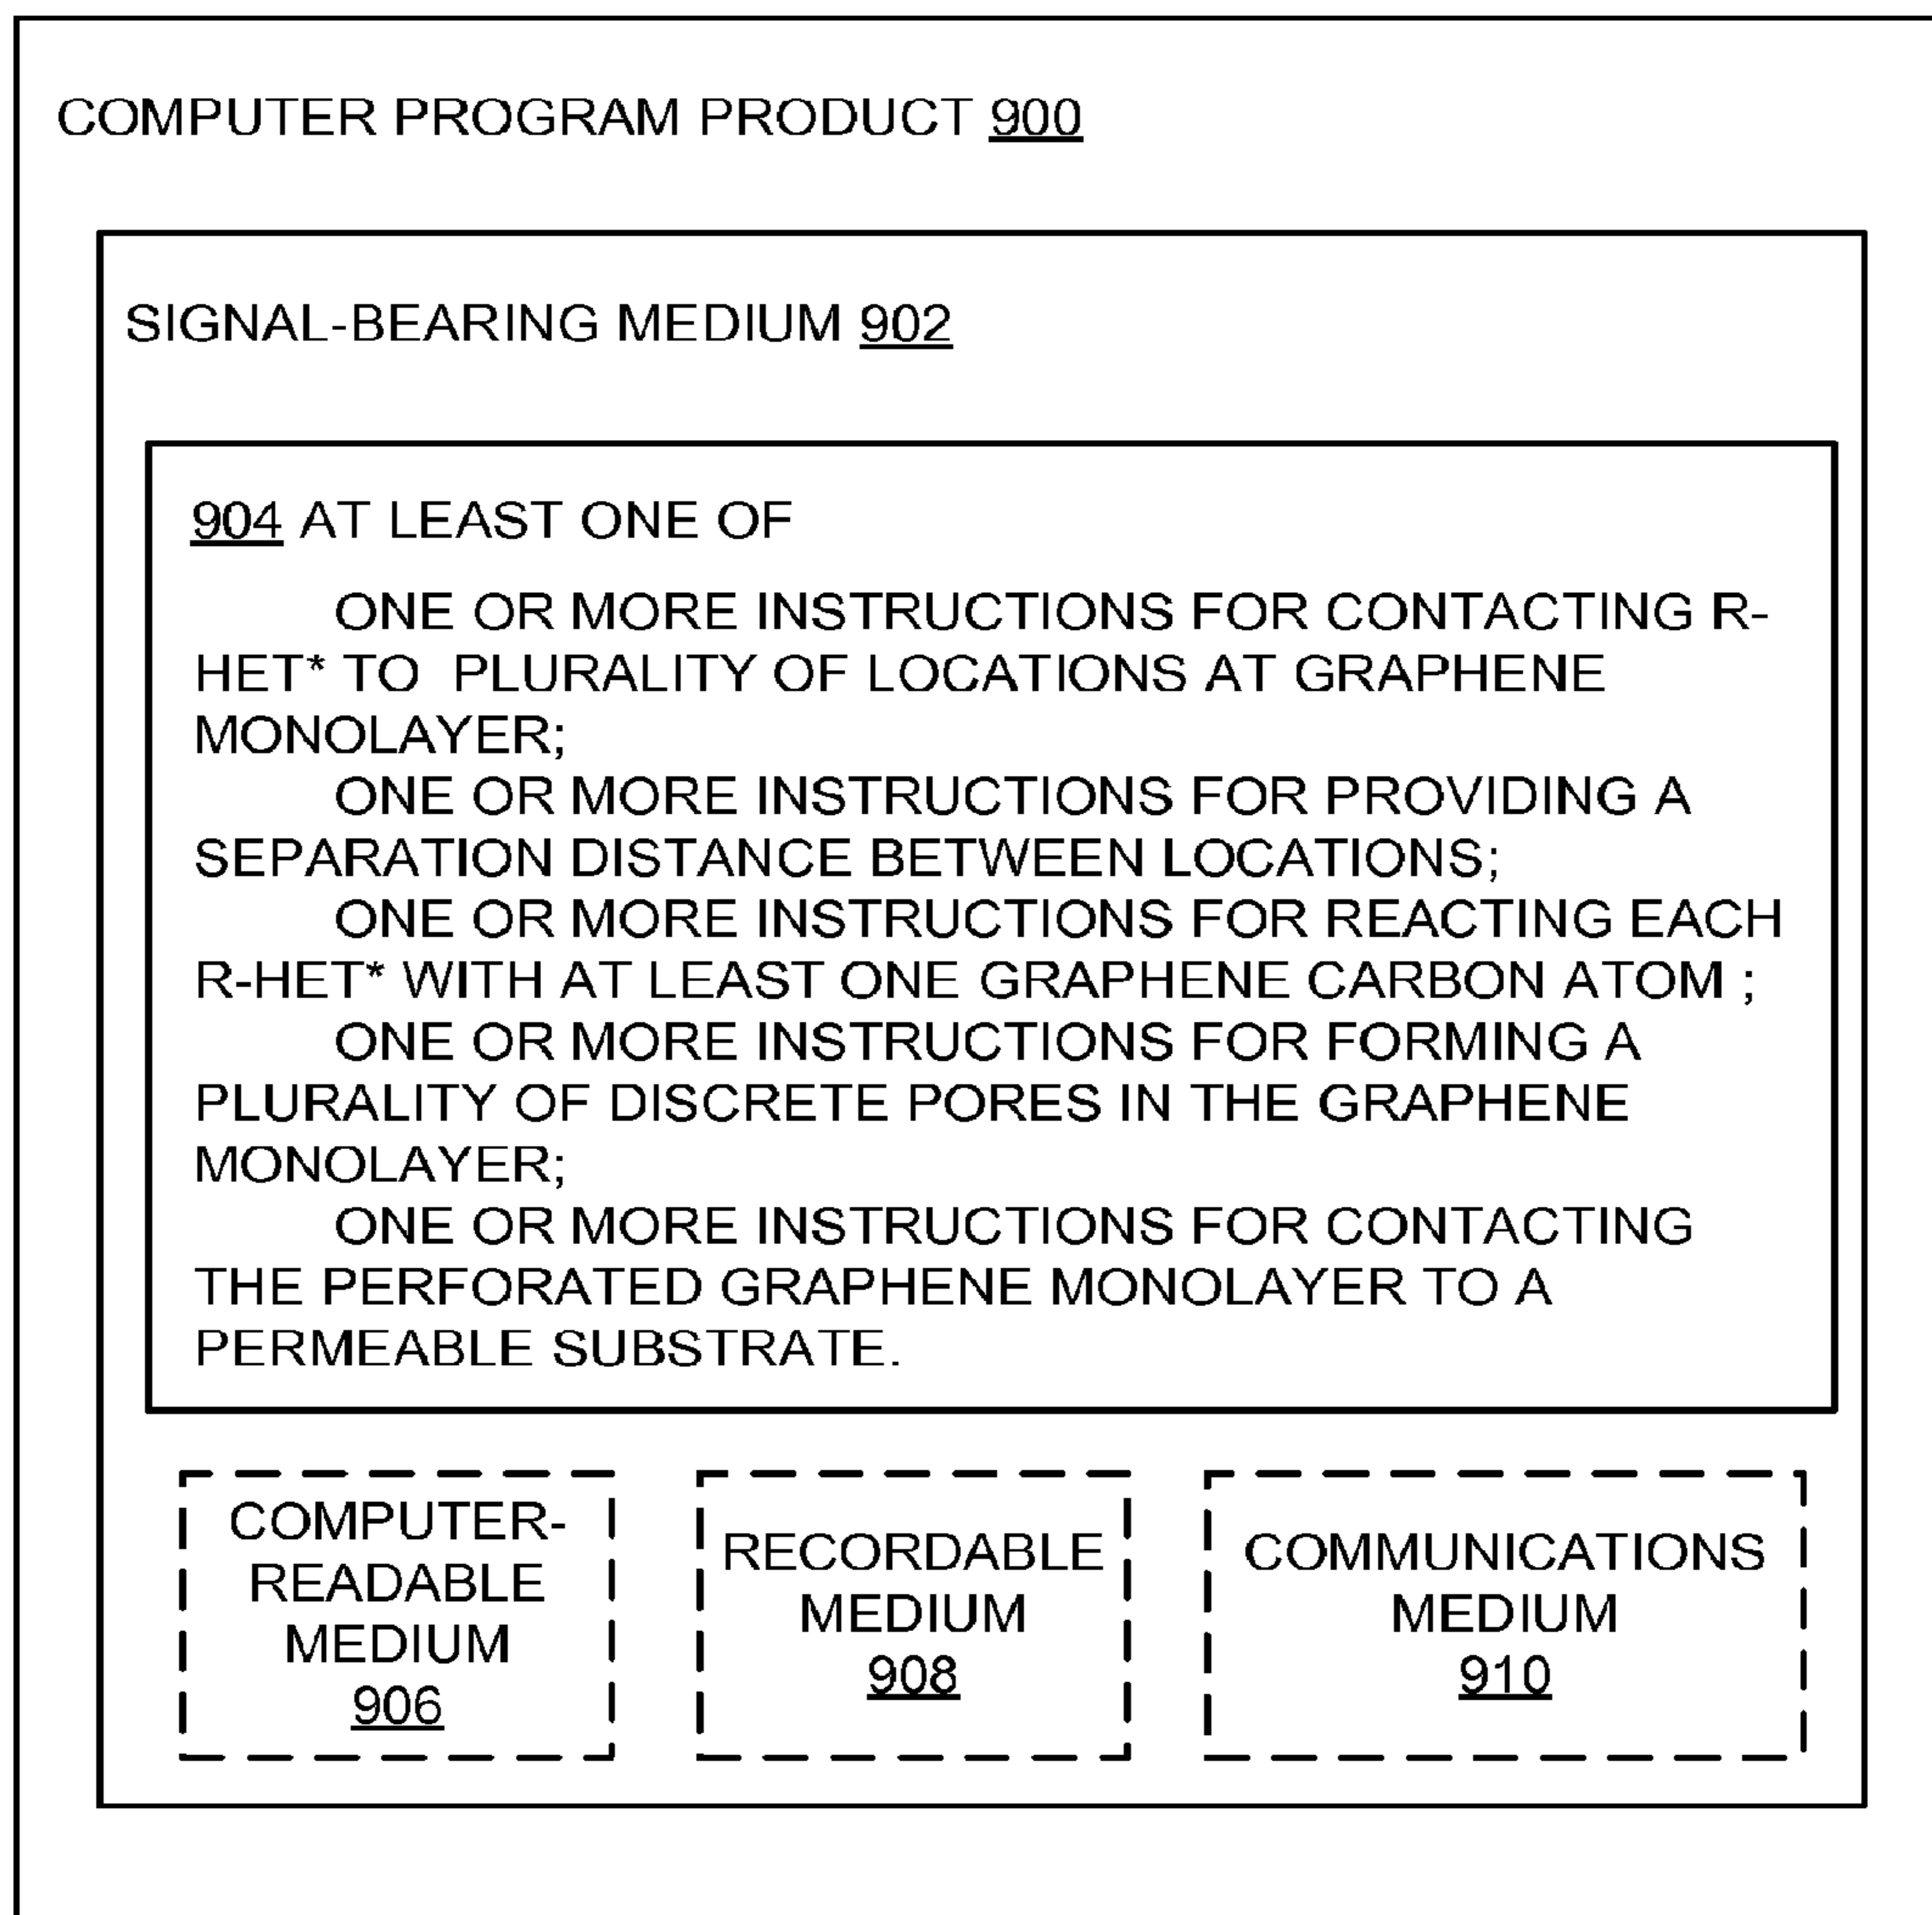 COMPUTER PROGRAM PRODUCT 900
SIGNAL-BEARING MEDIUM 902
904 AT LEAST ONE OF
ONE OR MORE INSTRUCTIONS FOR CONTACTING R-
HET* TO PLURALITY OF LOCATIONS AT GRAPHENE
MONOLAYER;
ONE OR MORE INSTRUCTIONS FOR PROVIDING A
SEPARATION DISTANCE BETWEEN LOCATIONS;
ONE OR MORE INSTRUCTIONS FOR REACTING EACH
R-HET* WITH AT LEAST ONE GRAPHENE CARBON ATOM ;
ONE OR MORE INSTRUCTIONS FOR FORMING A
PLURALITY OF DISCRETE PORES IN THE GRAPHENE
MONOLAYER;
ONE OR MORE INSTRUCTIONS FOR CONTACTING
THE PERFORATED GRAPHENE MONOLAYER TO A
PERMEABLE SUBSTRATE.
COMPUTER-
READABLE
MEDIUM
906
RECORDABLE
MEDIUM
908
COMMUNICATIONS
MEDIUM
910